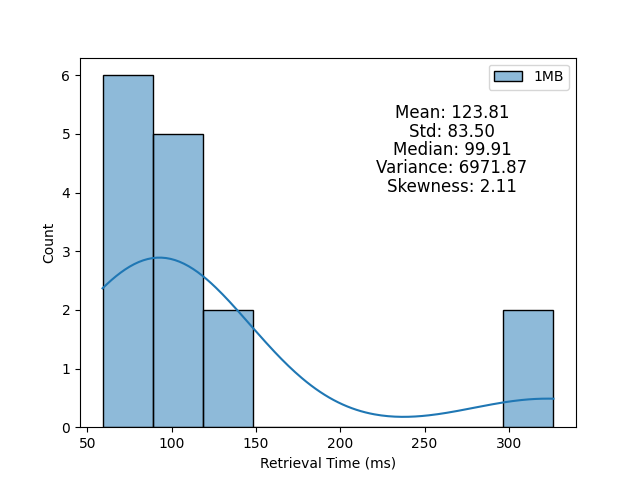 1MB
Mean: 123.81
Std: 83.50
Median: 99.91
Variance: 6971.87
Skewness: 2.11
Count
6
5
4
3
2
1
0
50 100 150 200 250 300
Retrieval Time (ms)